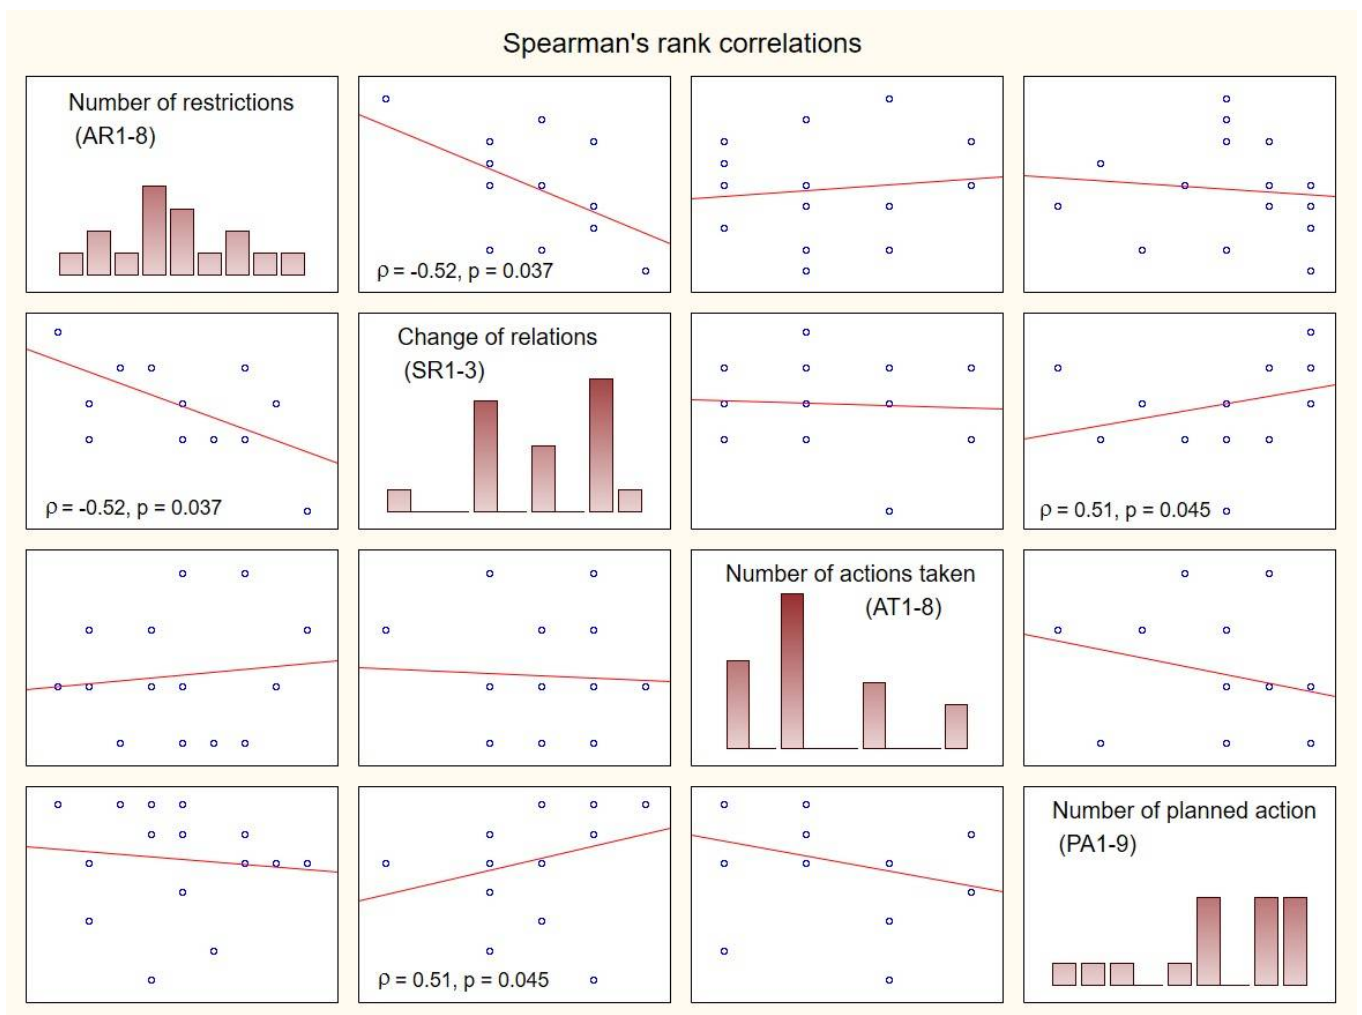 Spearman's rank correlations
Number of restrictions
(AR1-8)
ρ = -0.52, p = 0.037
Change of relations
(SR1-3)
ρ = -0.52, p = 0.037
ρ = 0.51, p = 0.045
Number of actions taken
(AT1-8)
Number of planned action
(PA1-9)
ρ = 0.51, p = 0.045